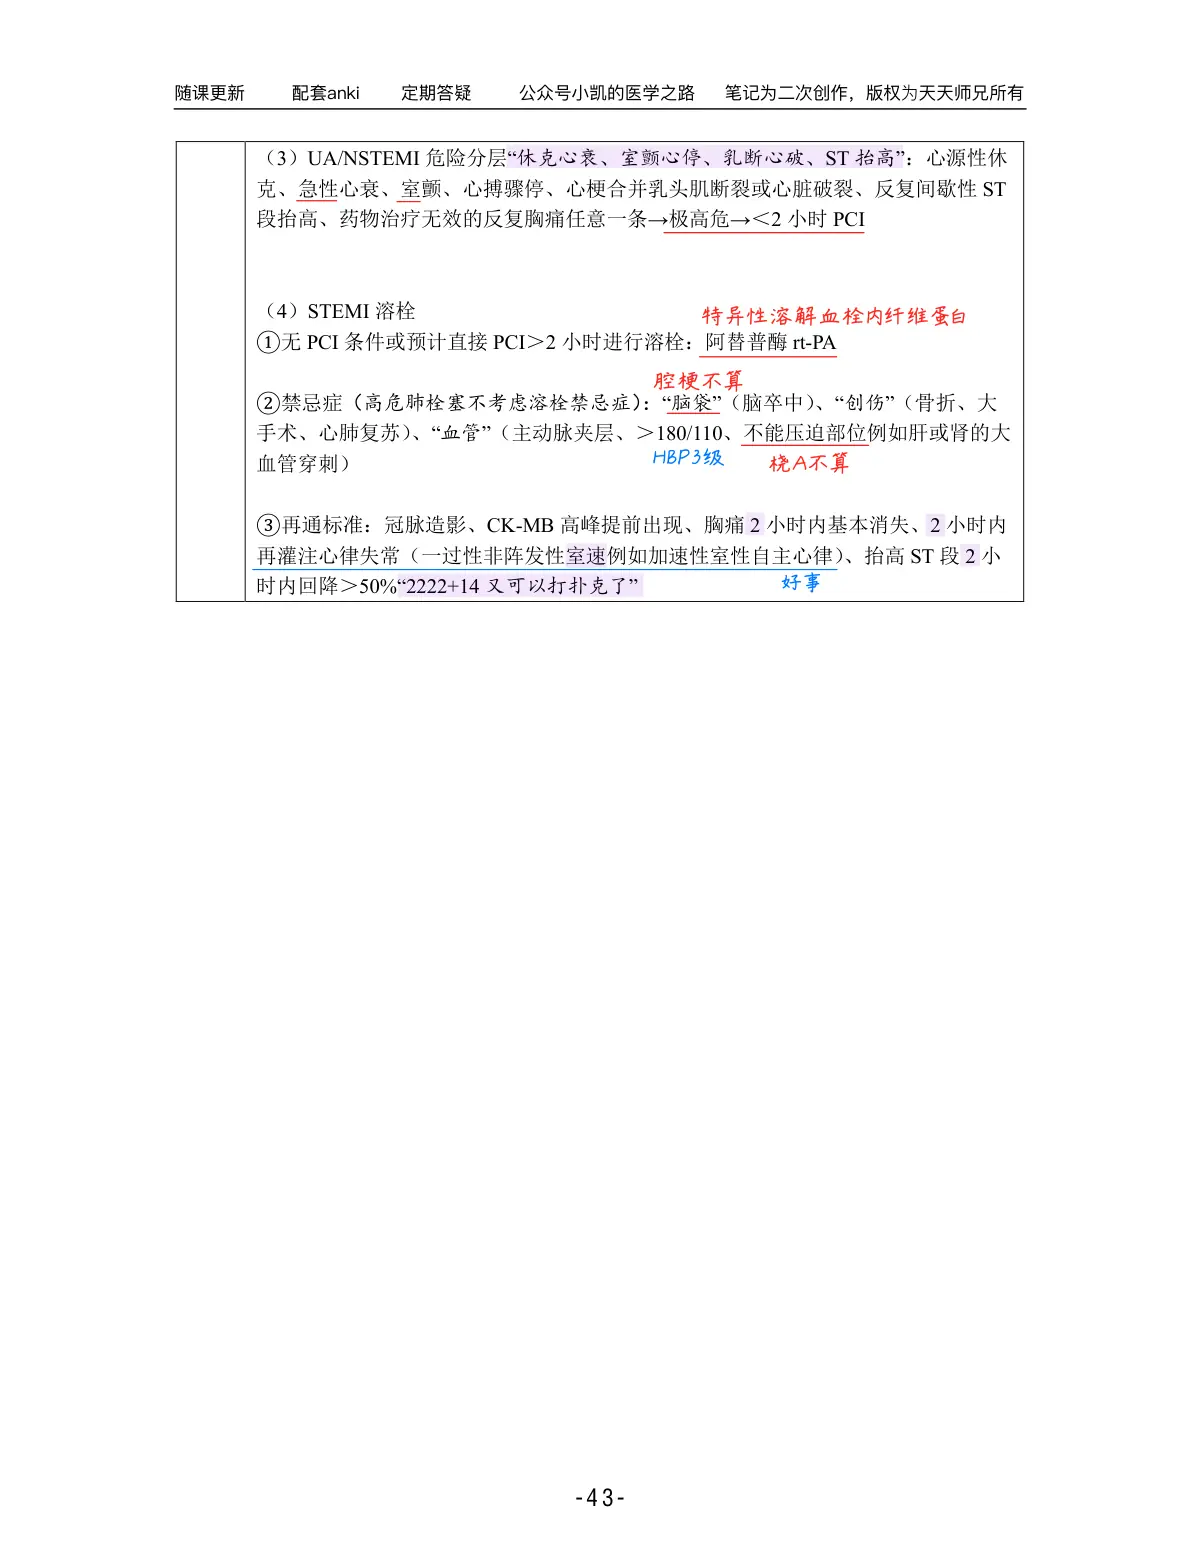 随课更新 配套anki 定期答疑 公众号小凯的医学之路 笔记为二次创作，版权为天天师兄所有
（3）UA/NSTEMI 危险分层“休克心衰、室颤心停、乳断心破、ST 抬高”：心源性休
克、急性心衰、室颤、心搏骤停、心梗合并乳头肌断裂或心脏破裂、反复间歇性 ST
段抬高、药物治疗无效的反复胸痛任意一条→极高危→＜2 小时 PCI
（4）STEMI 溶栓
特异性溶解血栓内纤维蛋白
①无 PCI 条件或预计直接 PCI＞2 小时进行溶栓：阿替普酶 rt-PA
腔梗不算
②禁忌症（高危肺栓塞不考虑溶栓禁忌症）：“脑袋”（脑卒中）、“创伤”（骨折、大
手术、心肺复苏）、“血管”（主动脉夹层、＞180/110、不能压迫部位例如肝或肾的大
血管穿刺）
HBP3级 桡A不算
③再通标准：冠脉造影、CK-MB 高峰提前出现、胸痛 2 小时内基本消失、2 小时内
再灌注心律失常（一过性非阵发性室速例如加速性室性自主心律）、抬高 ST 段 2 小
时内回降＞50%“2222+14 又可以打扑克了”
好事
-43-